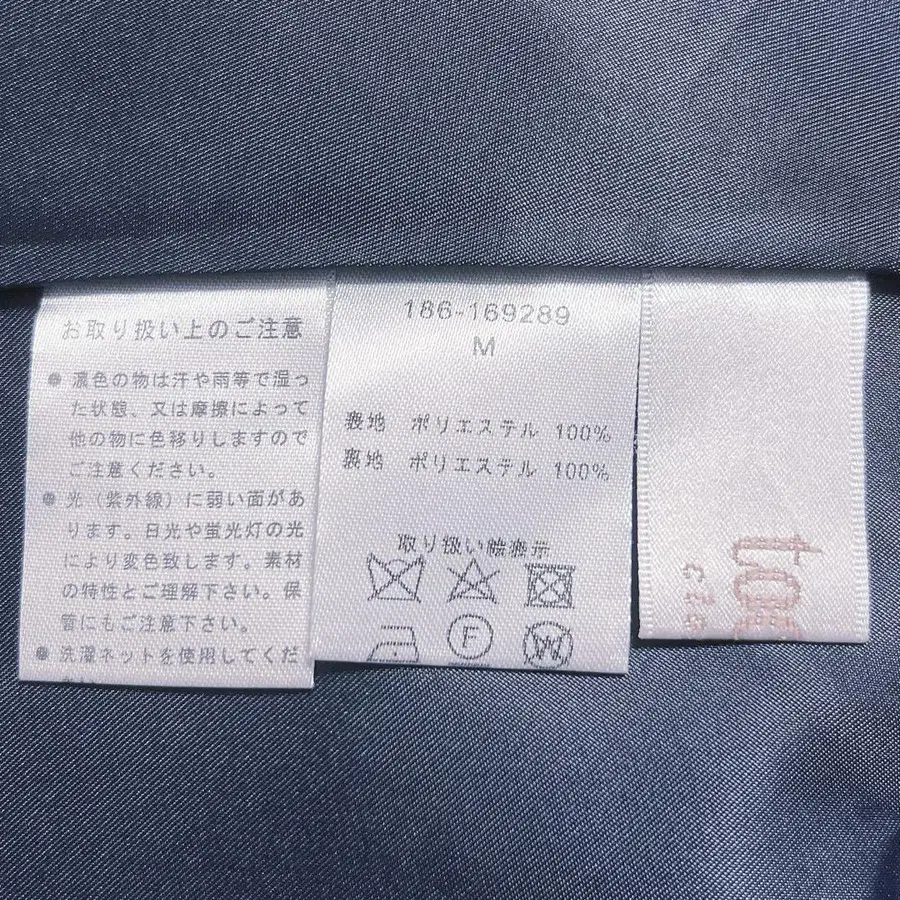 お取り扱い上のご注意
● 濃色の物は汗や雨等で湿っ
た状態、又は摩擦によって
他の物に色移りしますので
ご注意ください。
● 光（紫外線）に弱い面があ
ります。日光や蛍光灯の光
により変色致します。素材
の特性とご理解下さい。保
管にもご注意下さい。
● 洗濯ネットを使用してくだ
186-169289
M
表地 ポリエステル 100%
裏地 ポリエステル 100%
取り扱い絵表示
F
W